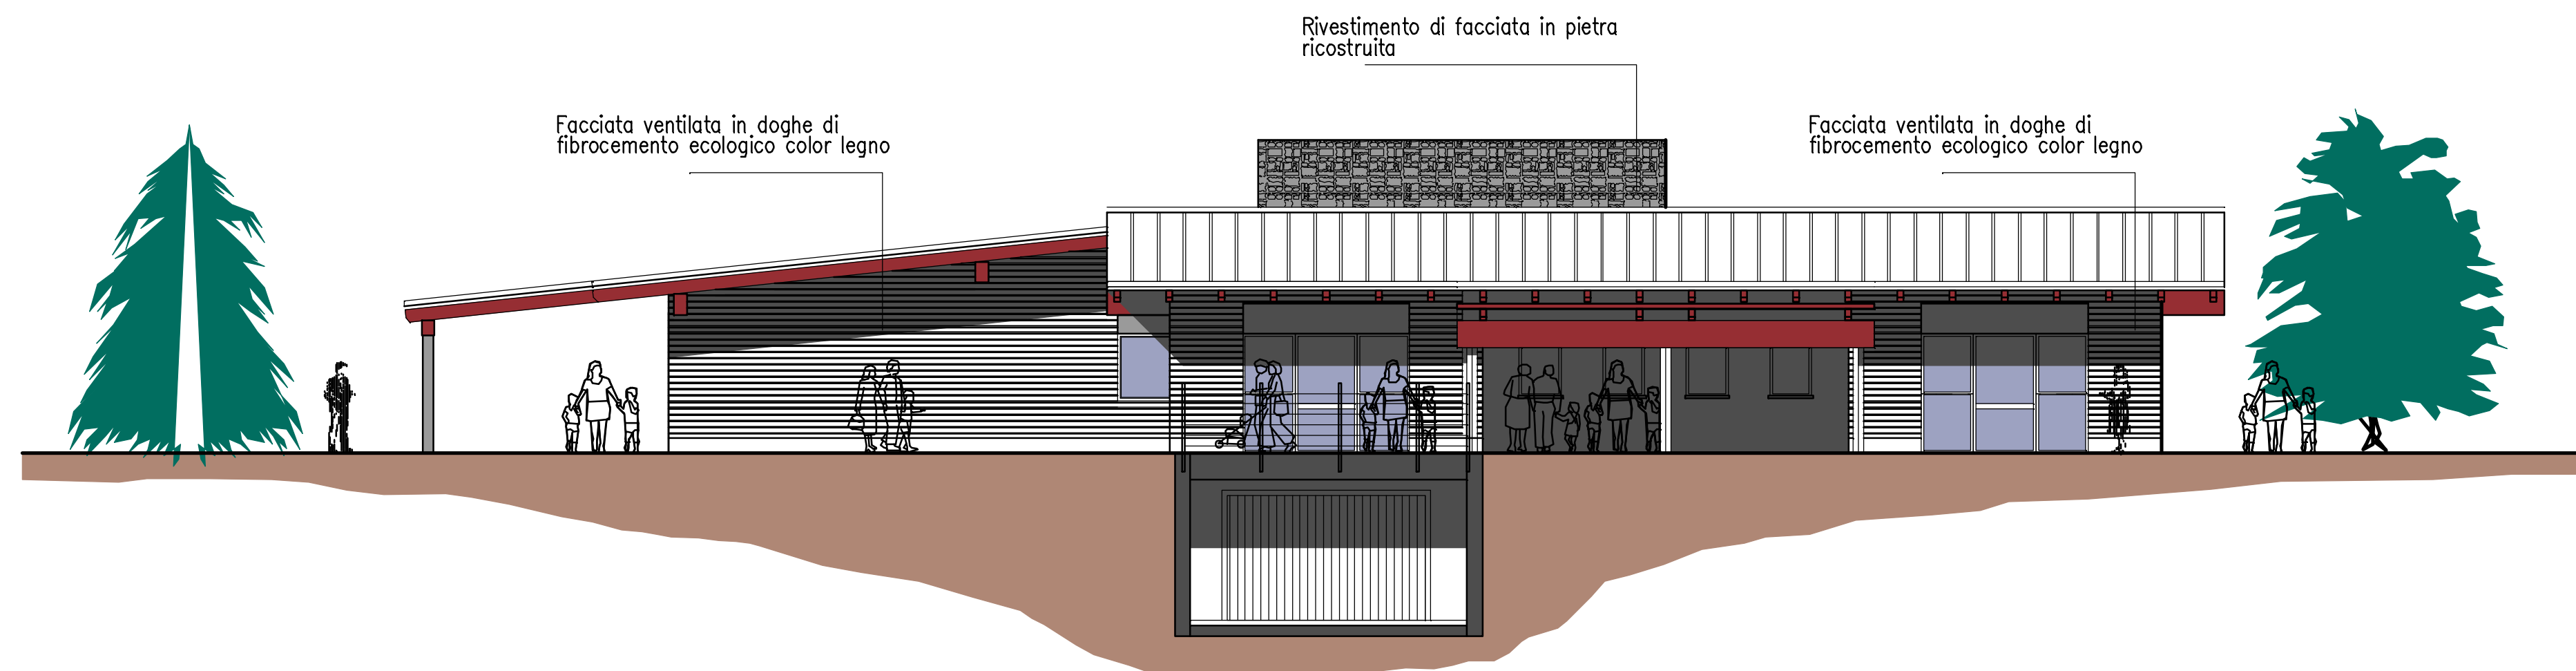 Rivestimento di facciata in pietra
ricostruita
Facciata ventilata in doghe di
fibrocemento ecologico color legno
Facciata ventilata in doghe di
fibrocemento ecologico color legno